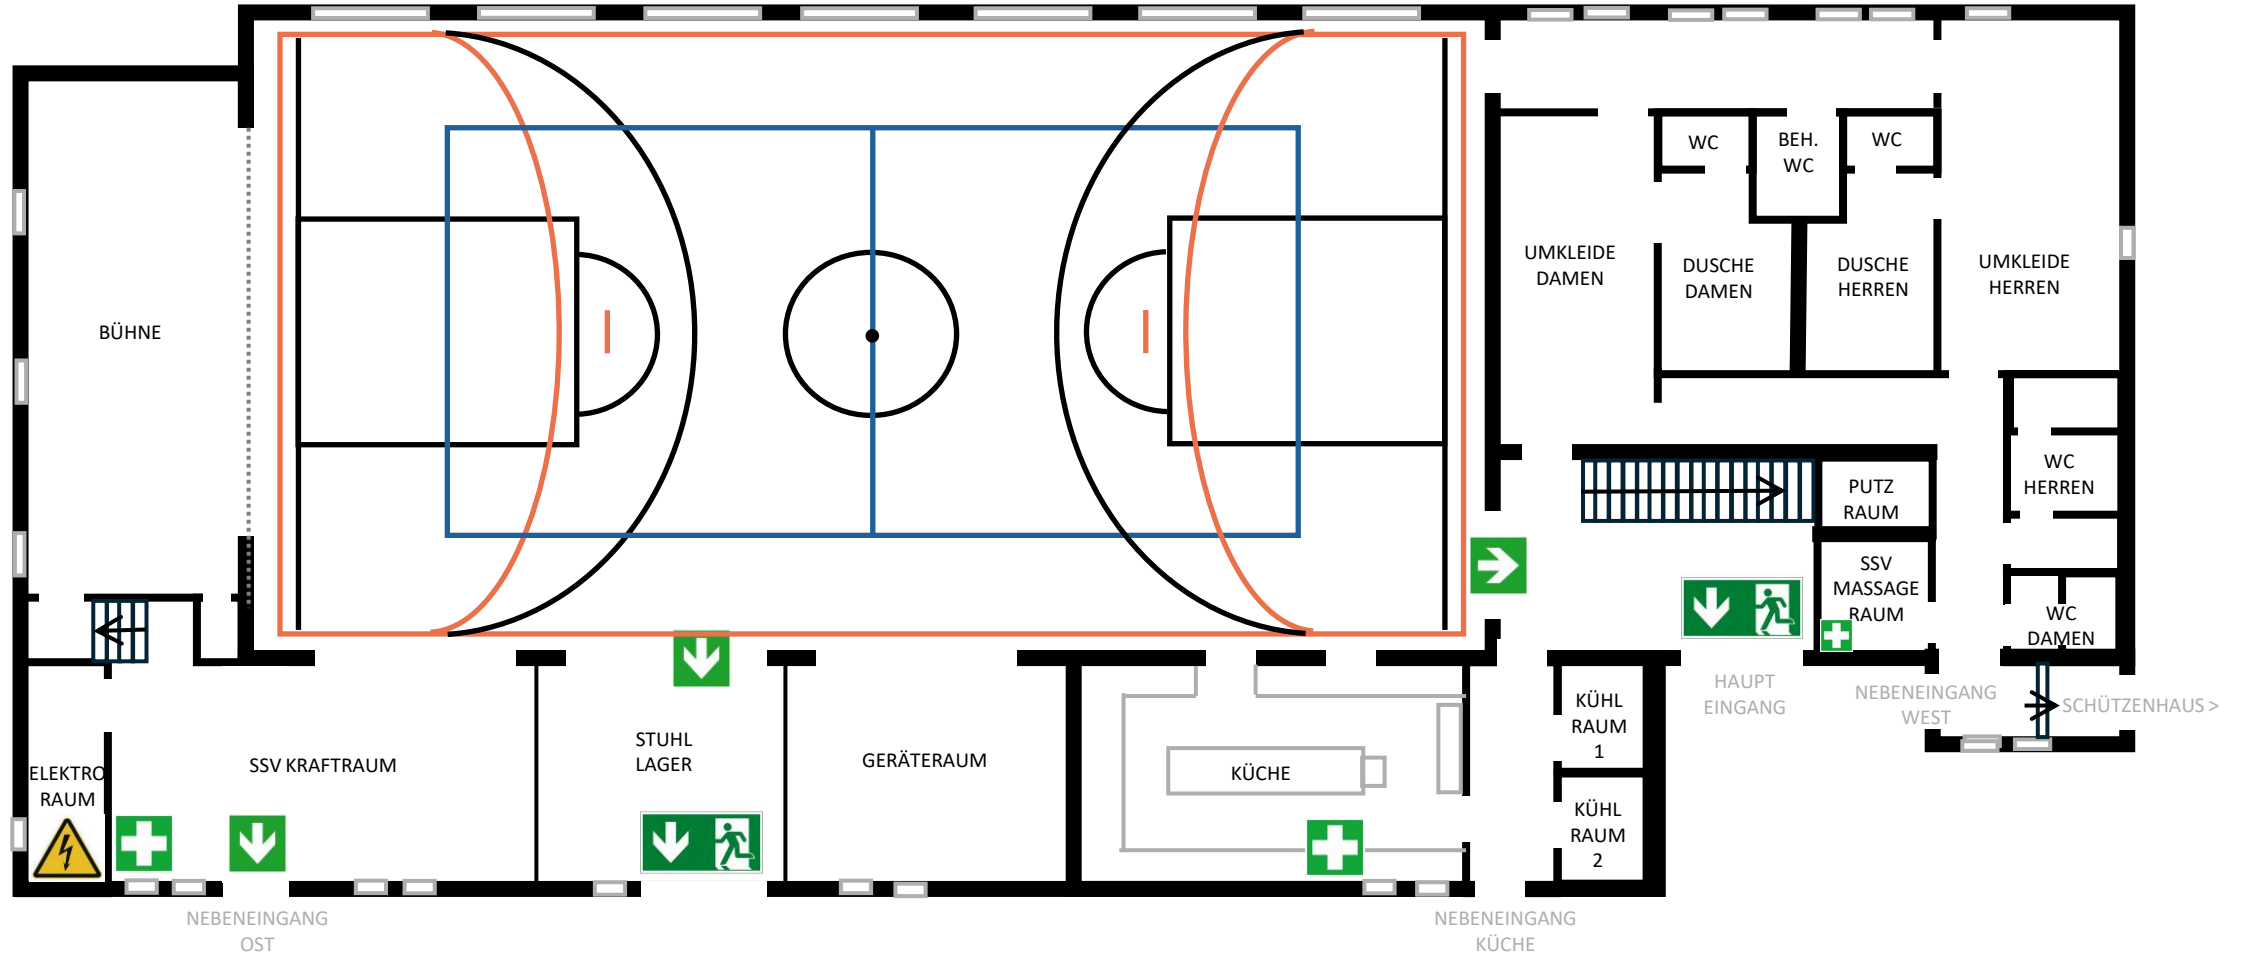 WC
BEH.
WC
WC
UMKLEIDE
DAMEN
DUSCHE
DAMEN
DUSCHE
HERREN
UMKLEIDE
HERREN
BÜHNE
WC
HERREN
PUTZ
RAUM
SSV
MASSAGE
RAUM
WC
DAMEN
HAUPT
EINGANG
NEBENEINGANG
WEST
SCHÜTZENHAUS >
KÜHL
RAUM
1
KÜHL
RAUM
2
ELEKTRO
RAUM
SSV KRAFTRAUM
STUHL
LAGER
GERÄTERAUM
KÜCHE
NEBENEINGANG
OST
NEBENEINGANG
KÜCHE